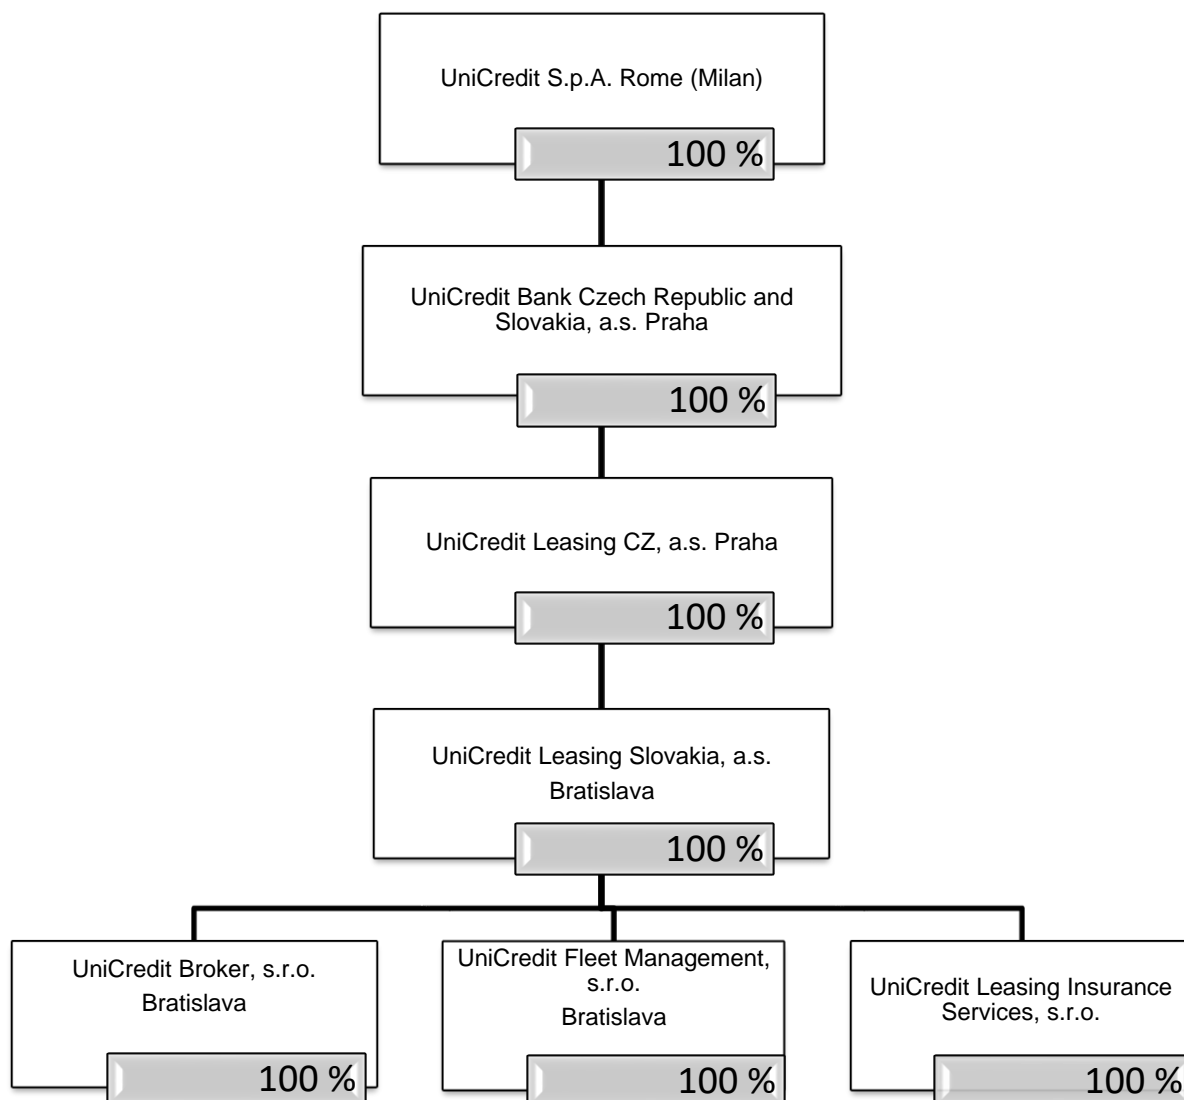 UniCredit S.p.A. Rome (Milan)
100 %
UniCredit Bank Czech Republic and
Slovakia, a.s. Praha
100 %
UniCredit Leasing CZ, a.s. Praha
100 %
UniCredit Leasing Slovakia, a.s.
Bratislava
100 %
UniCredit Broker, s.r.o.
Bratislava
100 %
UniCredit Fleet Management,
s.r.o.
Bratislava
100 %
UniCredit Leasing Insurance
Services, s.r.o.
100 %